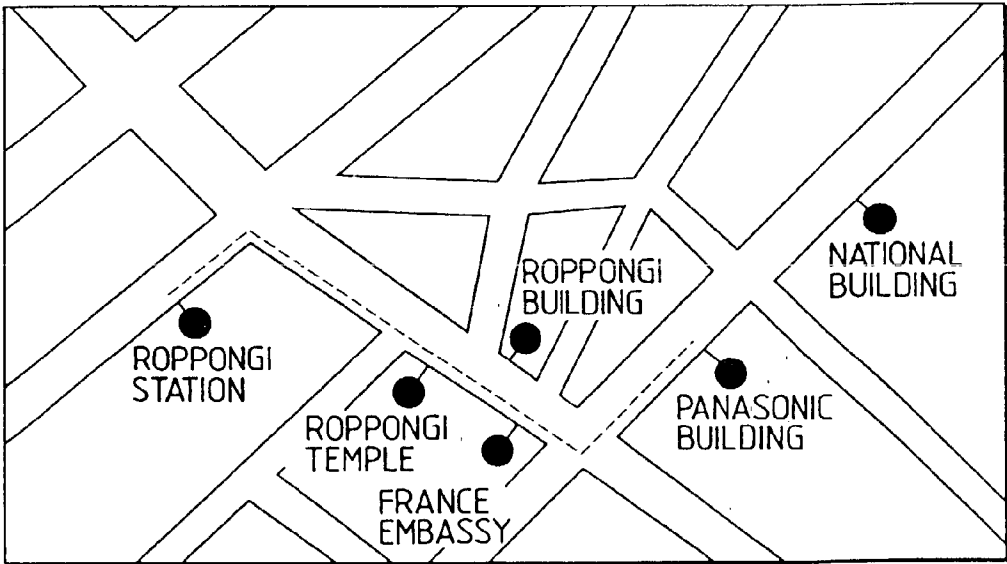 NATIONAL
BUILDING
ROPPONGI
BUILDING
ROPPONGI
STATION
PANASONIC
BUILDING
ROPPONGI
TEMPLE
FRANCE
EMBASSY